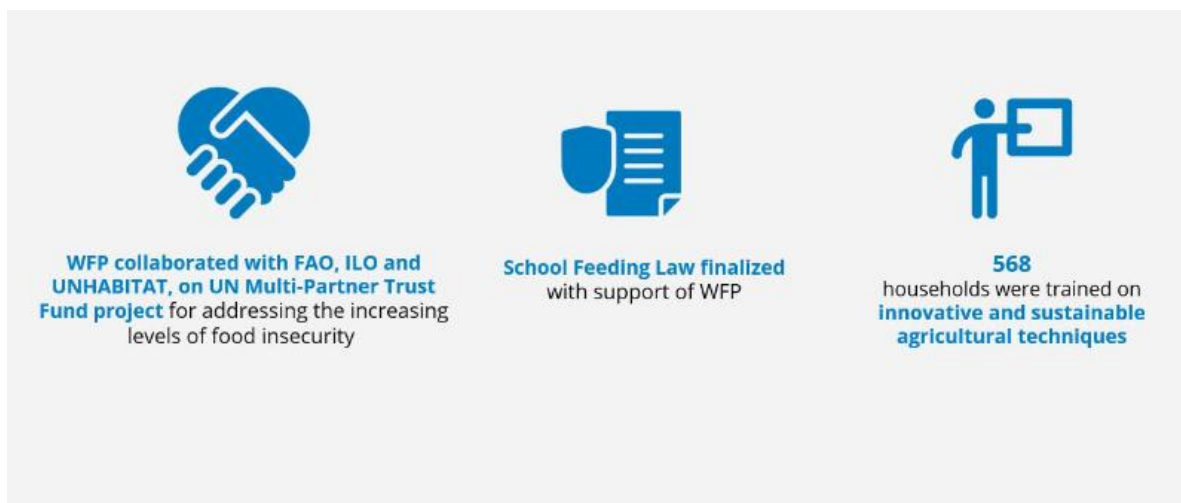 WFP collaborated with FAO, ILO and
UNHABITAT, on UN Multi-Partner Trust
Fund project for addressing the increasing
levels of food insecurity
School Feeding Law finalized
with support of WFP
568
households were trained on
innovative and sustainable
agricultural techniques